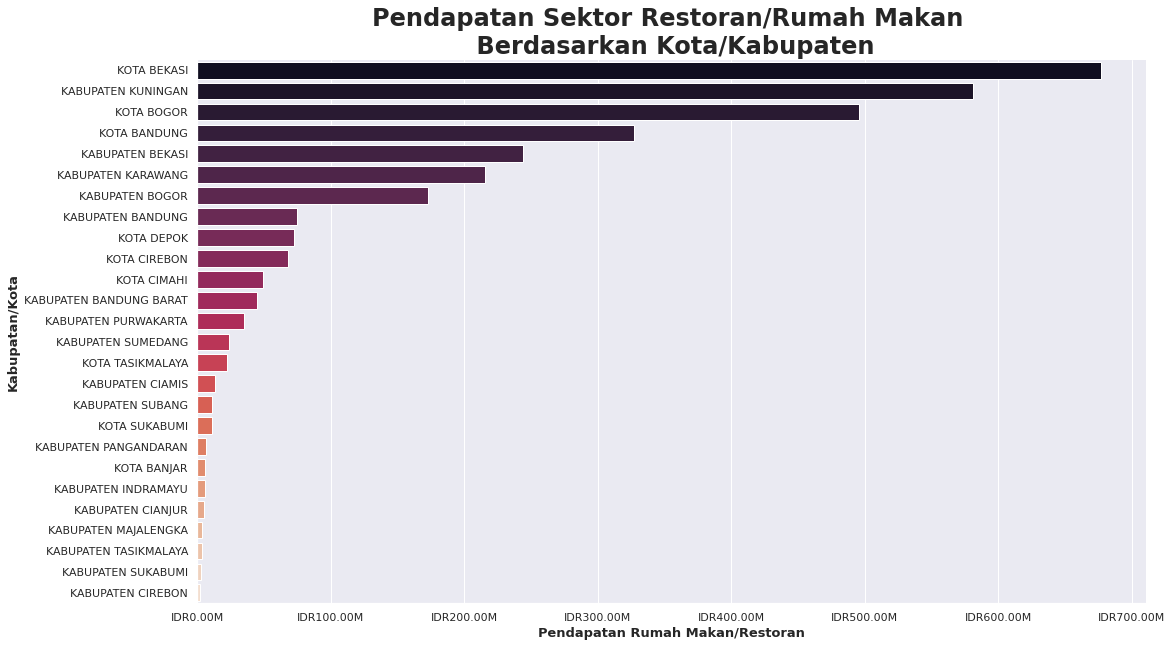 Pendapatan Sektor Restoran/Rumah Makan
Berdasarkan Kota/Kabupaten
Kabupatan/Kota
KOTA BEKASI
KABUPATEN KUNINGAN
KOTA BOGOR
KOTA BANDUNG
KABUPATEN BEKASI
KABUPATEN KARAWANG
KABUPATEN BOGOR
KABUPATEN BANDUNG
KOTA DEPOK
KOTA CIREBON
KOTA CIMAHI
KABUPATEN BANDUNG BARAT
KABUPATEN PURWAKARTA
KABUPATEN SUMEDANG
KOTA TASIKMALAYA
KABUPATEN CIAMIS
KABUPATEN SUBANG
KOTA SUKABUMI
KABUPATEN PANGANDARAN
KOTA BANJAR
KABUPATEN INDRAMAYU
KABUPATEN CIANJUR
KABUPATEN MAJALENGKA
KABUPATEN TASIKMALAYA
KABUPATEN SUKABUMI
KABUPATEN CIREBON
IDR0.00M IDR100.00M IDR200.00M IDR300.00M IDR400.00M IDR500.00M IDR600.00M IDR700.00M
Pendapatan Rumah Makan/Restoran